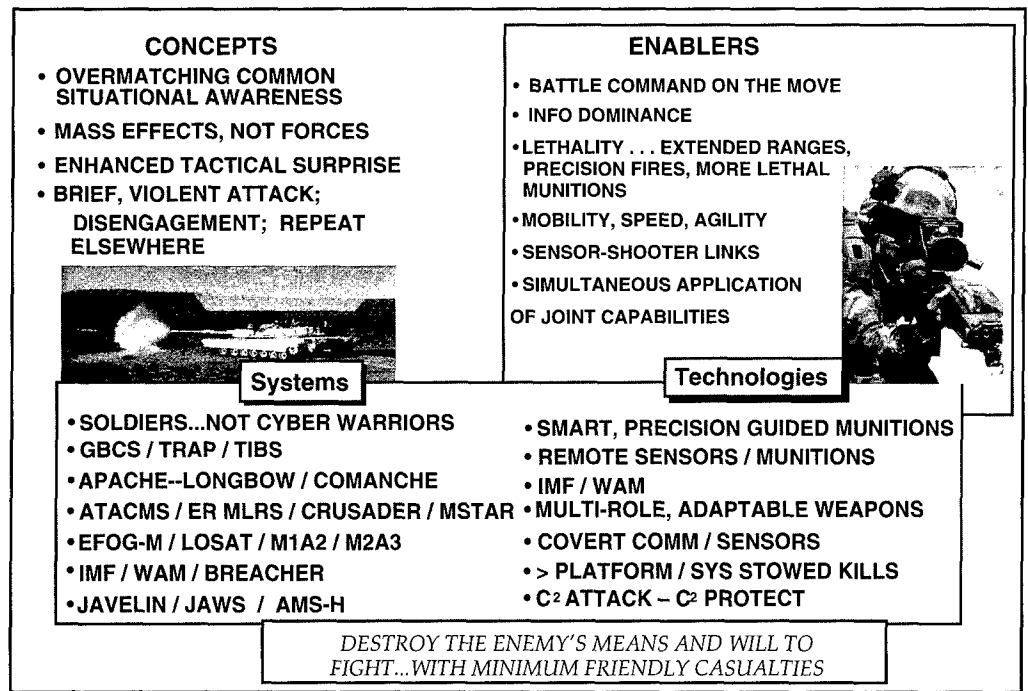 CONCEPTS
• OVERMATCHING COMMON
SITUATIONAL AWARENESS
• MASS EFFECTS, NOT FORCES
• ENHANCED TACTICAL SURPRISE
• BRIEF, VIOLENT ATTACK;
DISENGAGEMENT; REPEAT
ELSEWHERE
ENABLERS
• BATTLE COMMAND ON THE MOVE
• INFO DOMINANCE
• LETHALITY . . . EXTENDED RANGES,
PRECISION FIRES, MORE LETHAL
MUNITIONS
• MOBILITY, SPEED, AGILITY
• SENSOR-SHOOTER LINKS
• SIMULTANEOUS APPLICATION
OF JOINT CAPABILITIES
Systems
• SOLDIERS...NOT CYBER WARRIORS
• GBCS / TRAP / TIBS
• APACHE--LONGBOW / COMANCHE
• ATACMS / ER MLRS / CRUSADER / MSTAR
• EFOG-M / LOSAT / M1A2 / M2A3
• IMF / WAM / BREACHER
• JAVELIN / JAWS / AMS-H
Technologies
• SMART, PRECISION GUIDED MUNITIONS
• REMOTE SENSORS / MUNITIONS
• IMF / WAM
• MULTI-ROLE, ADAPTABLE WEAPONS
• COVERT COMM / SENSORS
• > PLATFORM / SYS STOWED KILLS
• C² ATTACK – C² PROTECT
DESTROY THE ENEMY'S MEANS AND WILL TO
FIGHT...WITH MINIMUM FRIENDLY CASUALTIES